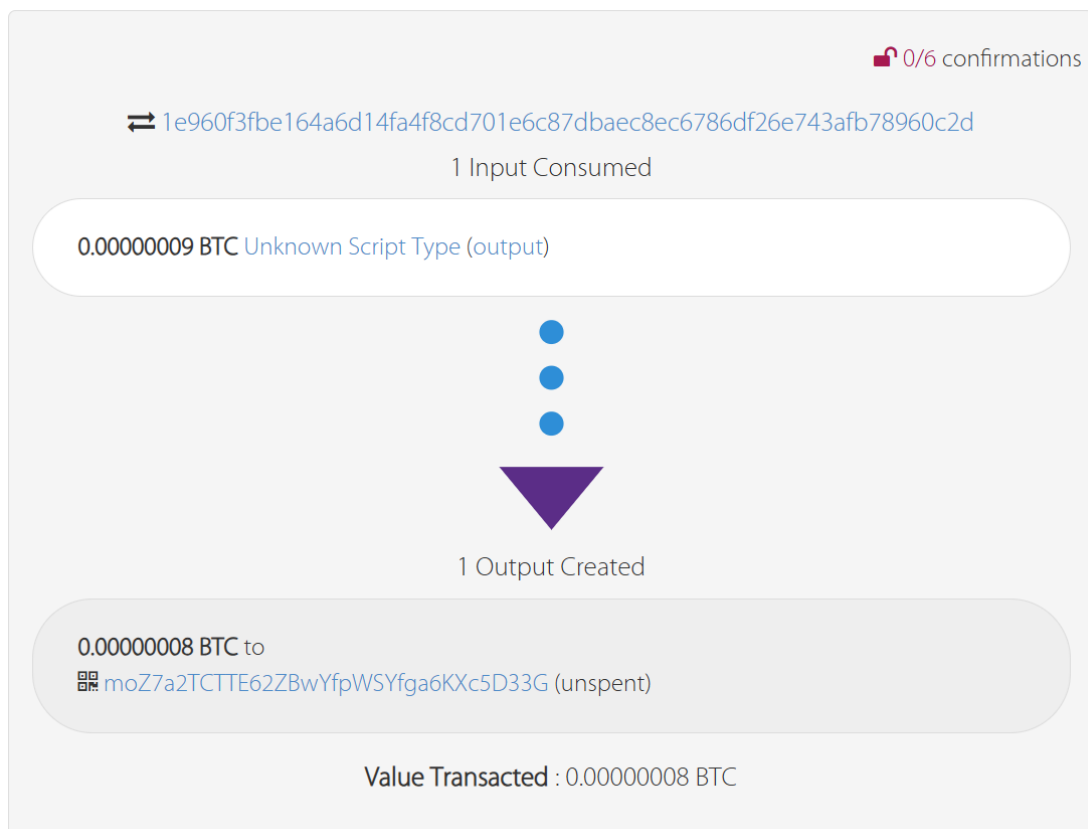 0/6 confirmations
1e960f3fbe164a6d14fa4f8cd701e6c87dbaec8ec6786df26e743afb78960c2d
1 Input Consumed
0.00000009 BTC Unknown Script Type (output)
1 Output Created
0.00000008 BTC to
moZ7a2TCTTE62ZBwYfpWSYfga6KXc5D33G (unspent)
Value Transacted : 0.00000008 BTC